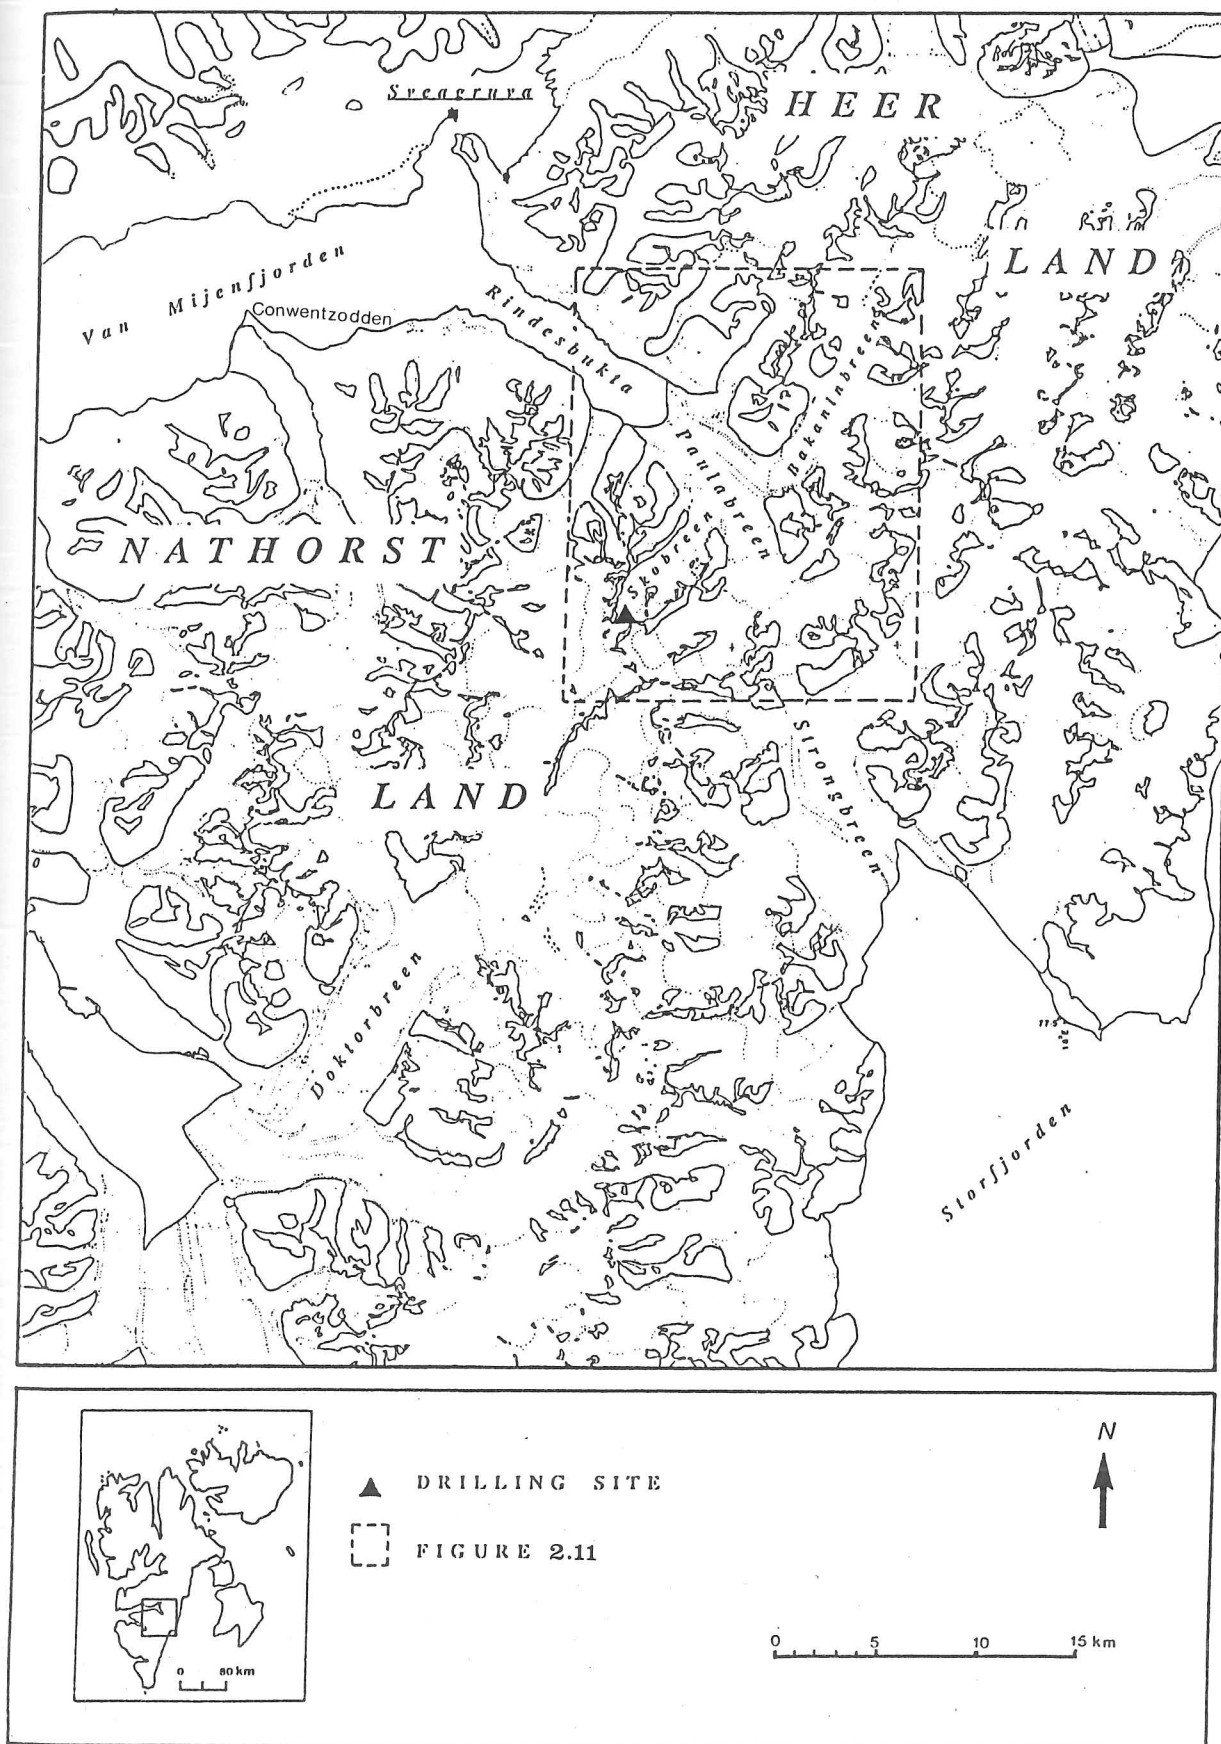 Sveagruva
HEER
LAND
Van Mijenfjorden
Conwentzodden
Rindesbukta
Bakaninbreen
Paulabreen
Skobreen
NATHORST
LAND
Strongbreen
Doktorbreen
Storfjorden
N
DRILLING SITE
FIGURE 2.11
0 5 10 15 km
0 80 km